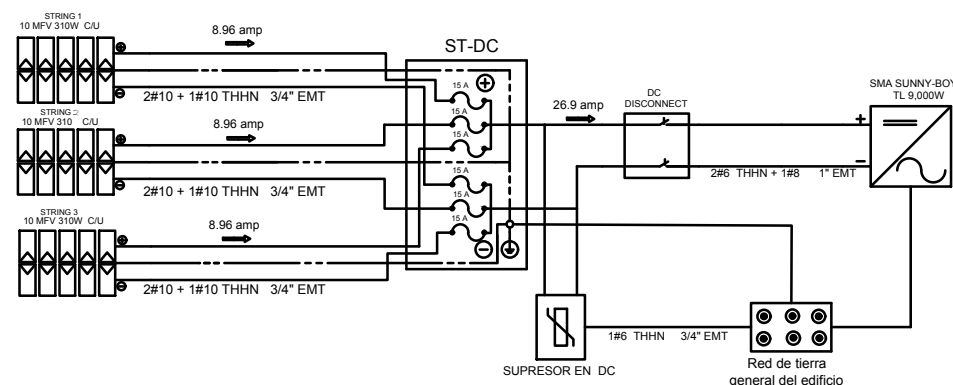 STRING 1
10 MFV 310W C/U
8.96 amp
2#10 + 1#10 THHN 3/4" EMT
STRING 2
10 MFV 310 C/U
8.96 amp
2#10 + 1#10 THHN 3/4" EMT
STRING 3
10 MFV 310W C/U
8.96 amp
2#10 + 1#10 THHN 3/4" EMT
ST-DC
15 A
15 A
15 A
15 A
15 A
26.9 amp
DC
DISCONNECT
2#6 THHN + 1#8 1" EMT
SMA SUNNY-BOY
TL 9,000W
+
−
SUPRESOR EN DC
1#6 THHN 3/4" EMT
Red de tierra
general del edificio